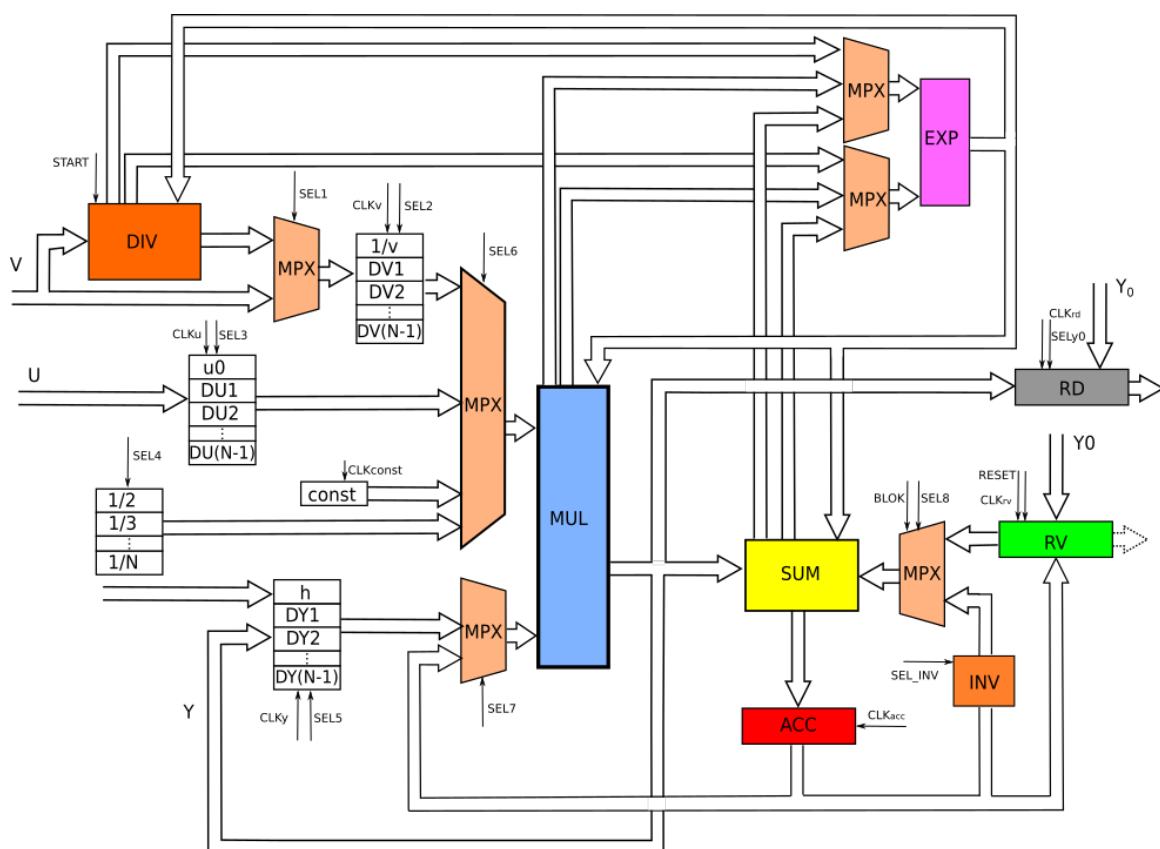 MPX
EXP
START
SEL1
CLKv
SEL2
MPX
DIV
1/v
DV1
DV2
DV(N-1)
MPX
SEL6
V
Y0
CLKrd
SELy0
RD
CLKu
SEL3
u0
DU1
DU2
DU(N-1)
U
MPX
SEL4
1/2
1/3
1/N
CLKconst
const
MUL
Y0
RESET
CLKrv
RV
BLOK
SEL8
MPX
SUM
h
DY1
DY2
DY(N-1)
MPX
SEL_INV
INV
Y
CLKy
SEL5
SEL7
ACC
CLKacc